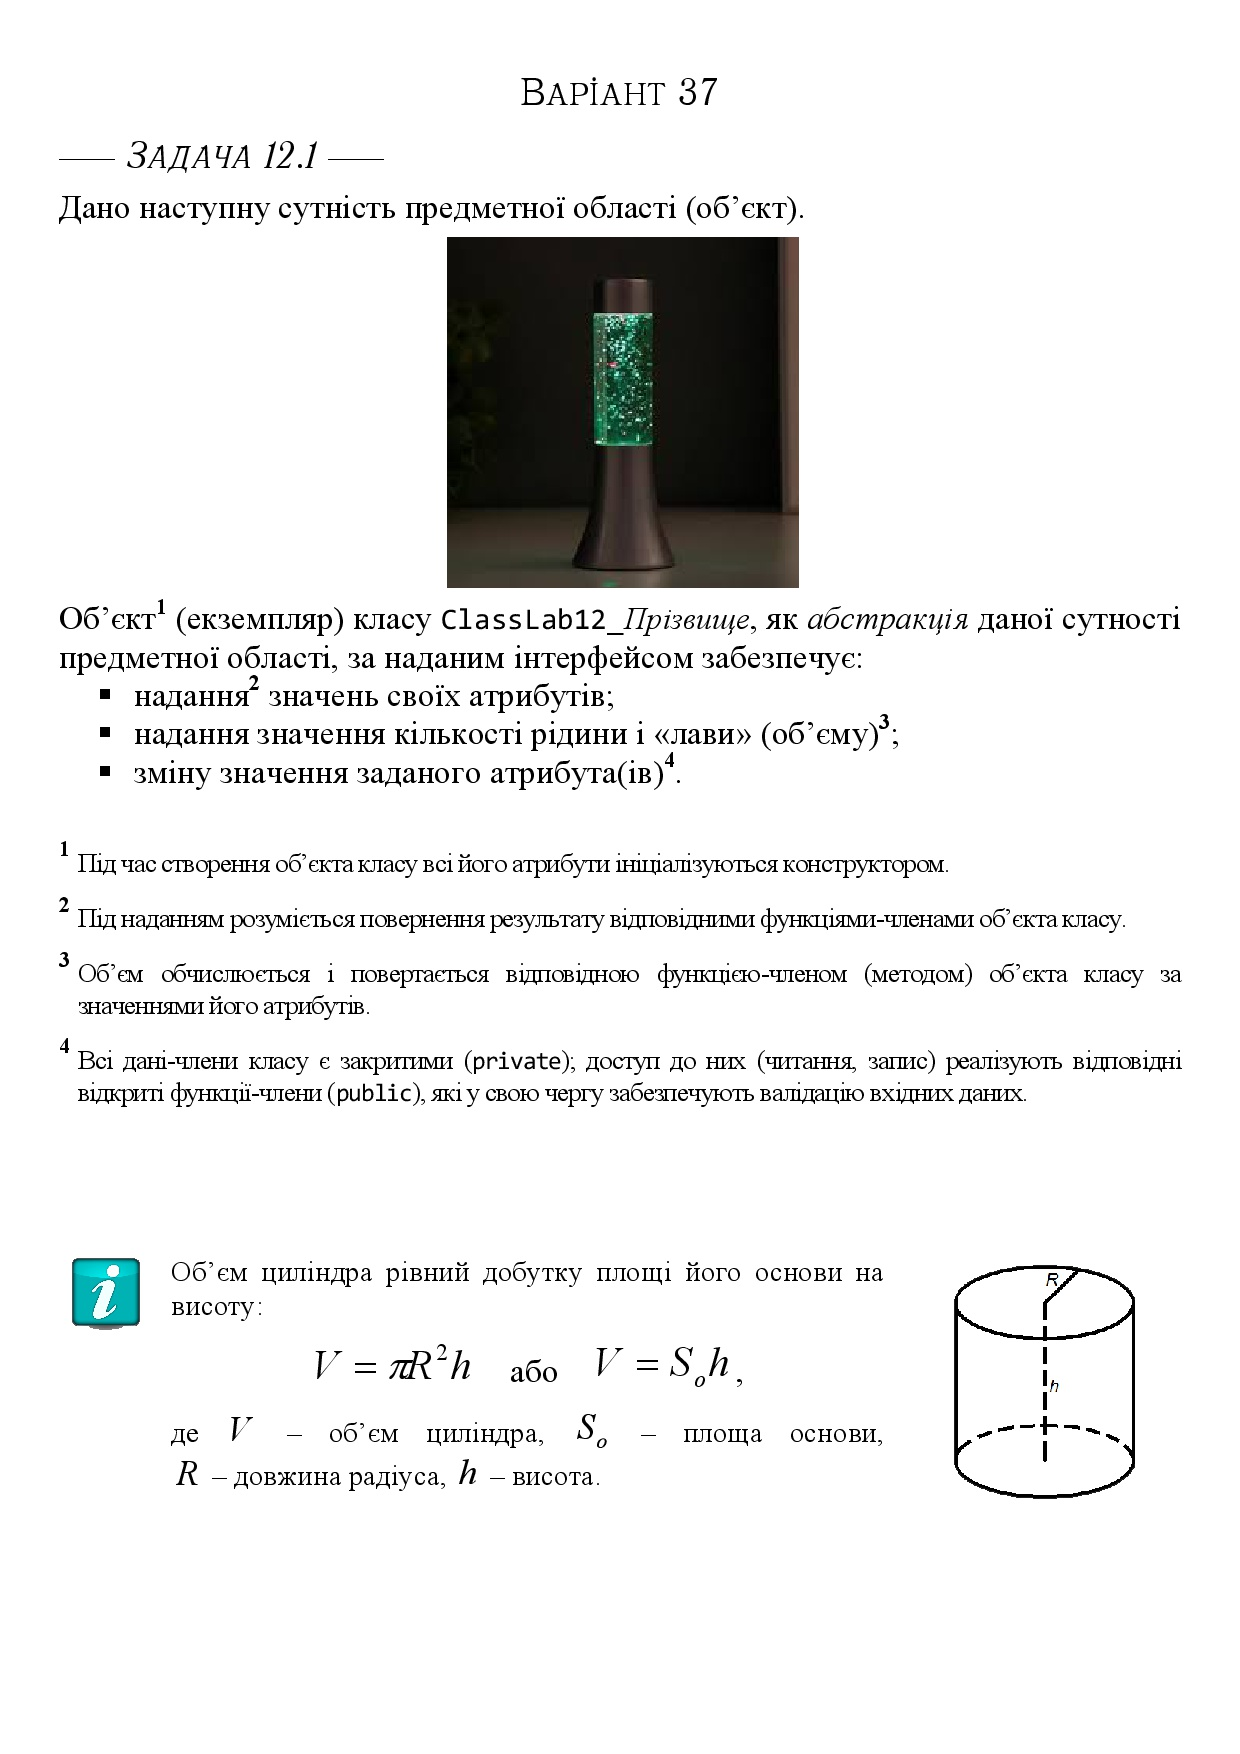 ВАРІАНТ 37
—— ЗАДАЧА 12.1 ——
Дано наступну сутність предметної області (об’єкт).
Об’єкт1 (екземпляр) класу ClassLab12_Прізвище, як абстракція даної сутності
предметної області, за наданим інтерфейсом забезпечує:
▪ надання2 значень своїх атрибутів;
▪ надання значення кількості рідини і «лави» (об’єму)3;
▪ зміну значення заданого атрибута(ів)4.
1 Під час створення об’єкта класу всі його атрибути ініціалізуються конструктором.
2 Під наданням розуміється повернення результату відповідними функціями-членами об’єкта класу.
3 Об’єм обчислюється і повертається відповідною функцією-членом (методом) об’єкта класу за
значеннями його атрибутів.
4 Всі дані-члени класу є закритими (private); доступ до них (читання, запис) реалізують відповідні
відкриті функції-члени (public), які у свою чергу забезпечують валідацію вхідних даних.
i
Об’єм циліндра рівний добутку площі його основи на
висоту:
V = πR²h або V = Sₒh,
де V – об’єм циліндра, Sₒ – площа основи,
R – довжина радіуса, h – висота.
R
h